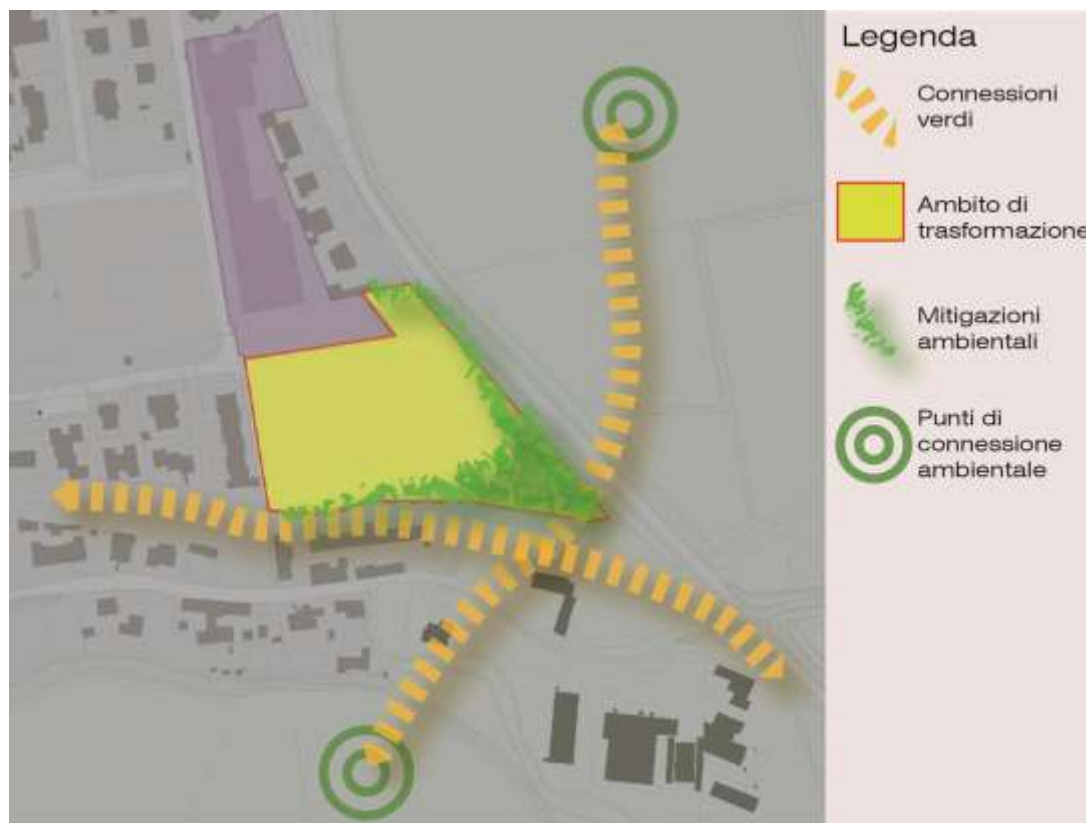 Legenda
Connessioni
verdi
Ambito di
trasformazione
Mitigazioni
ambientali
Punti di
connessione
ambientale